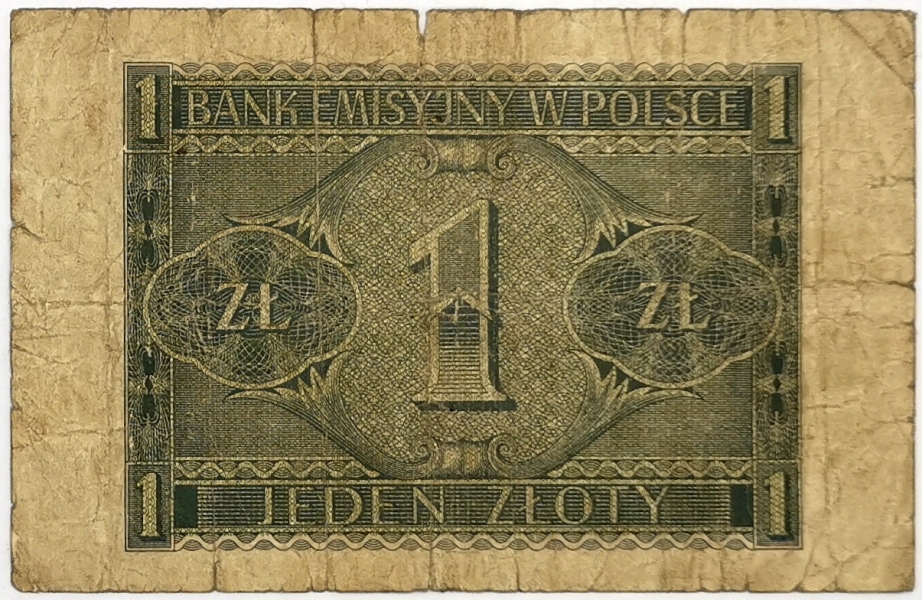 1 BANK EMISYJNY W POLSCE 1
ZŁ 1 ZŁ
1 JEDEN ZŁOTY 1